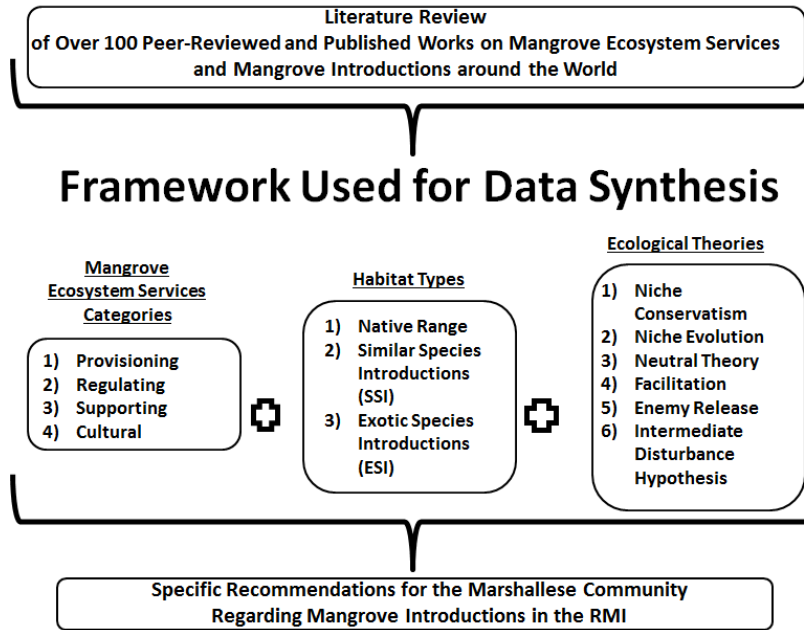 Literature Review
of Over 100 Peer-Reviewed and Published Works on Mangrove Ecosystem Services
and Mangrove Introductions around the World
Framework Used for Data Synthesis
Mangrove
Ecosystem Services
Categories
1) Provisioning
2) Regulating
3) Supporting
4) Cultural
Habitat Types
1) Native Range
2) Similar Species
Introductions
(SSI)
3) Exotic Species
Introductions
(ESI)
Ecological Theories
1) Niche
Conservatism
2) Niche Evolution
3) Neutral Theory
4) Facilitation
5) Enemy Release
6) Intermediate
Disturbance
Hypothesis
Specific Recommendations for the Marshallese Community
Regarding Mangrove Introductions in the RMI